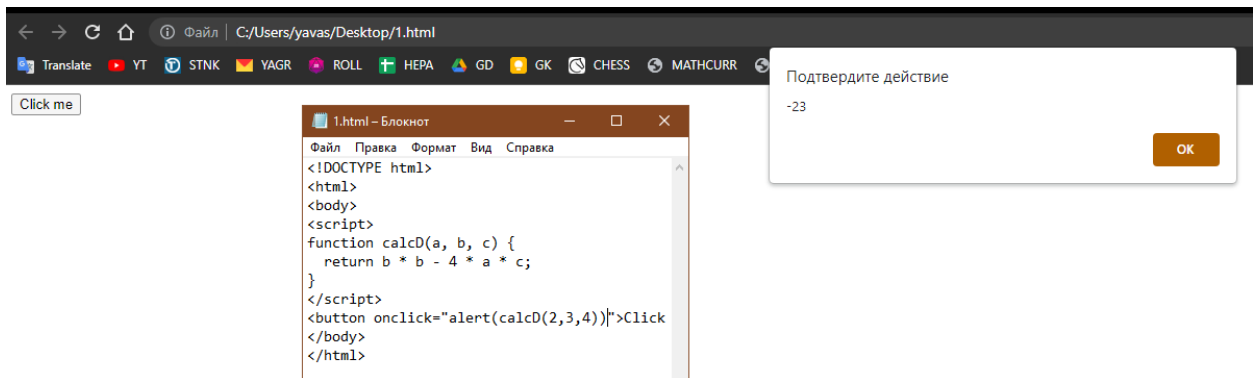 Файл C:/Users/yavas/Desktop/1.html
Translate YT STNK YAGR ROLL HEPA GD GK CHESS MATHCURR
Подтвердите действие
-23
OK
Click me
1.html – Блокнот
Файл Правка Формат Вид Справка
<!DOCTYPE html>
<html>
<body>
<script>
function calcD(a, b, c) {
return b * b - 4 * a * c;
}
</script>
<button onclick="alert(calcD(2,3,4))">Click
</body>
</html>